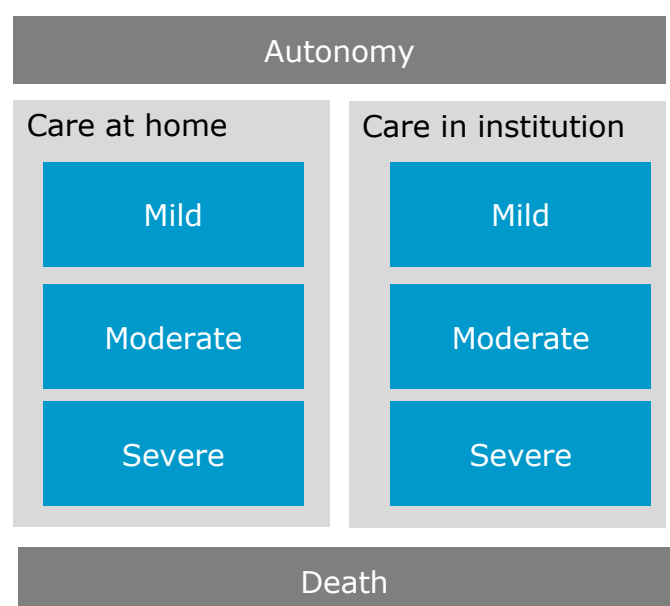 Autonomy
Care at home
Mild
Moderate
Severe
Care in institution
Mild
Moderate
Severe
Death